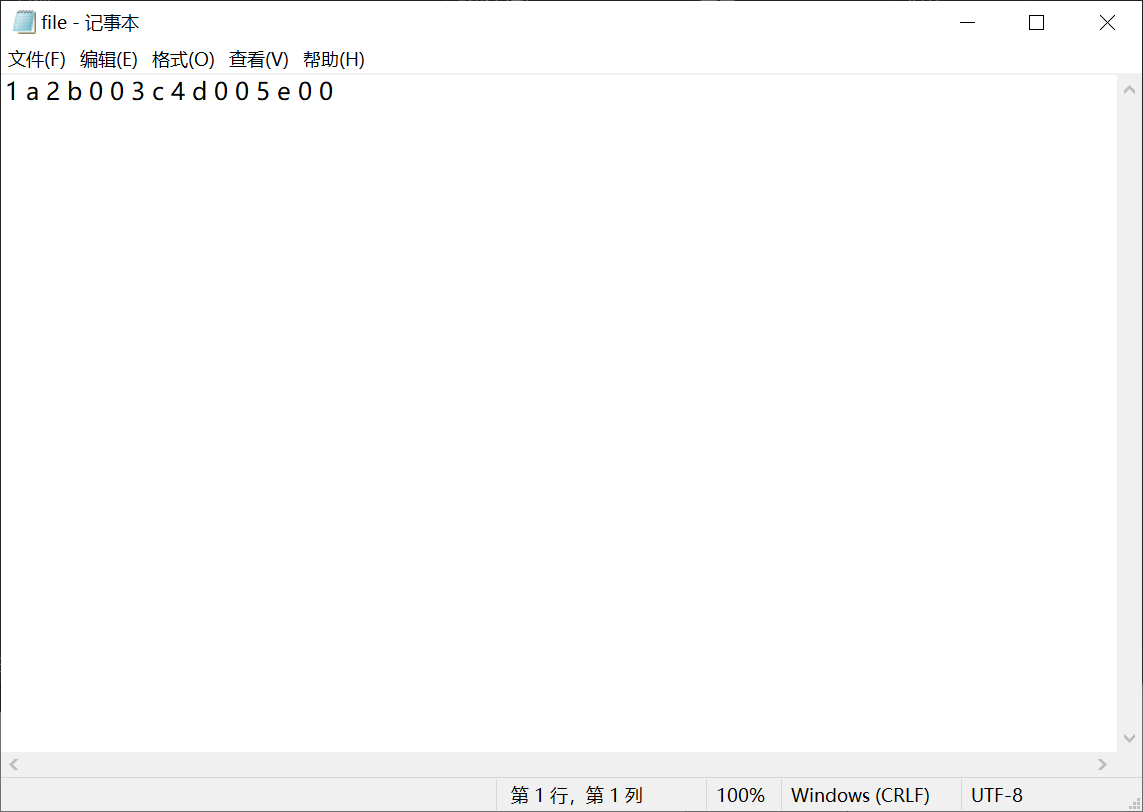 file - 记事本
文件(F) 编辑(E) 格式(O) 查看(V) 帮助(H)
1 a 2 b 0 0 3 c 4 d 0 0 5 e 0 0
第 1 行，第 1 列 100% Windows (CRLF) UTF-8